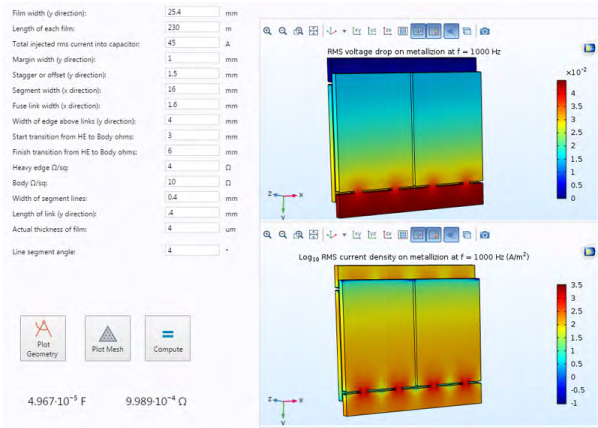 Film width (y direction): 25.4 mm
Length of each film: 230 m
Total injected rms current into capacitor: 45 A
Margin width (y direction): 1 mm
Stagger or offset (y direction): 1.5 mm
Segment width (x direction): 16 mm
Fuse link width (x direction): 1.6 mm
Width of edge above links (y direction): 4 mm
Start transition from HE to Body ohms: 3 mm
Finish transition from HE to Body ohms: 6 mm
Heavy edge Ω/sq: 4 Ω
Body Ω/sq: 10 Ω
Width of segment lines: 0.4 mm
Length of link (y direction): .4 mm
Actual thickness of film: 4 um
Line segment angle: 4 °
Plot Geometry
Plot Mesh
Compute
4.967·10⁻⁵ F 9.989·10⁻⁴ Ω
RMS voltage drop on metallizion at f = 1000 Hz
×10⁻²
4
3.5
3
2.5
2
1.5
1
0.5
0
z x
y
Log₁₀ RMS current density on metallizion at f = 1000 Hz (A/m²)
3.5
3
2.5
2
1.5
1
0.5
0
-0.5
-1
z x
y